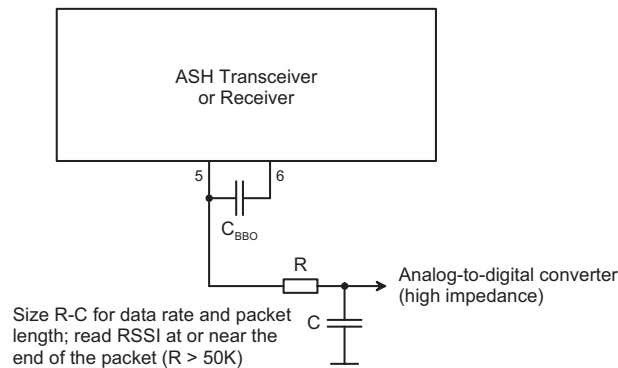 ASH Transceiver
or Receiver
5
6
C_BBO
R
Analog-to-digital converter
(high impedance)
C
Size R-C for data rate and packet
length; read RSSI at or near the
end of the packet (R > 50K)